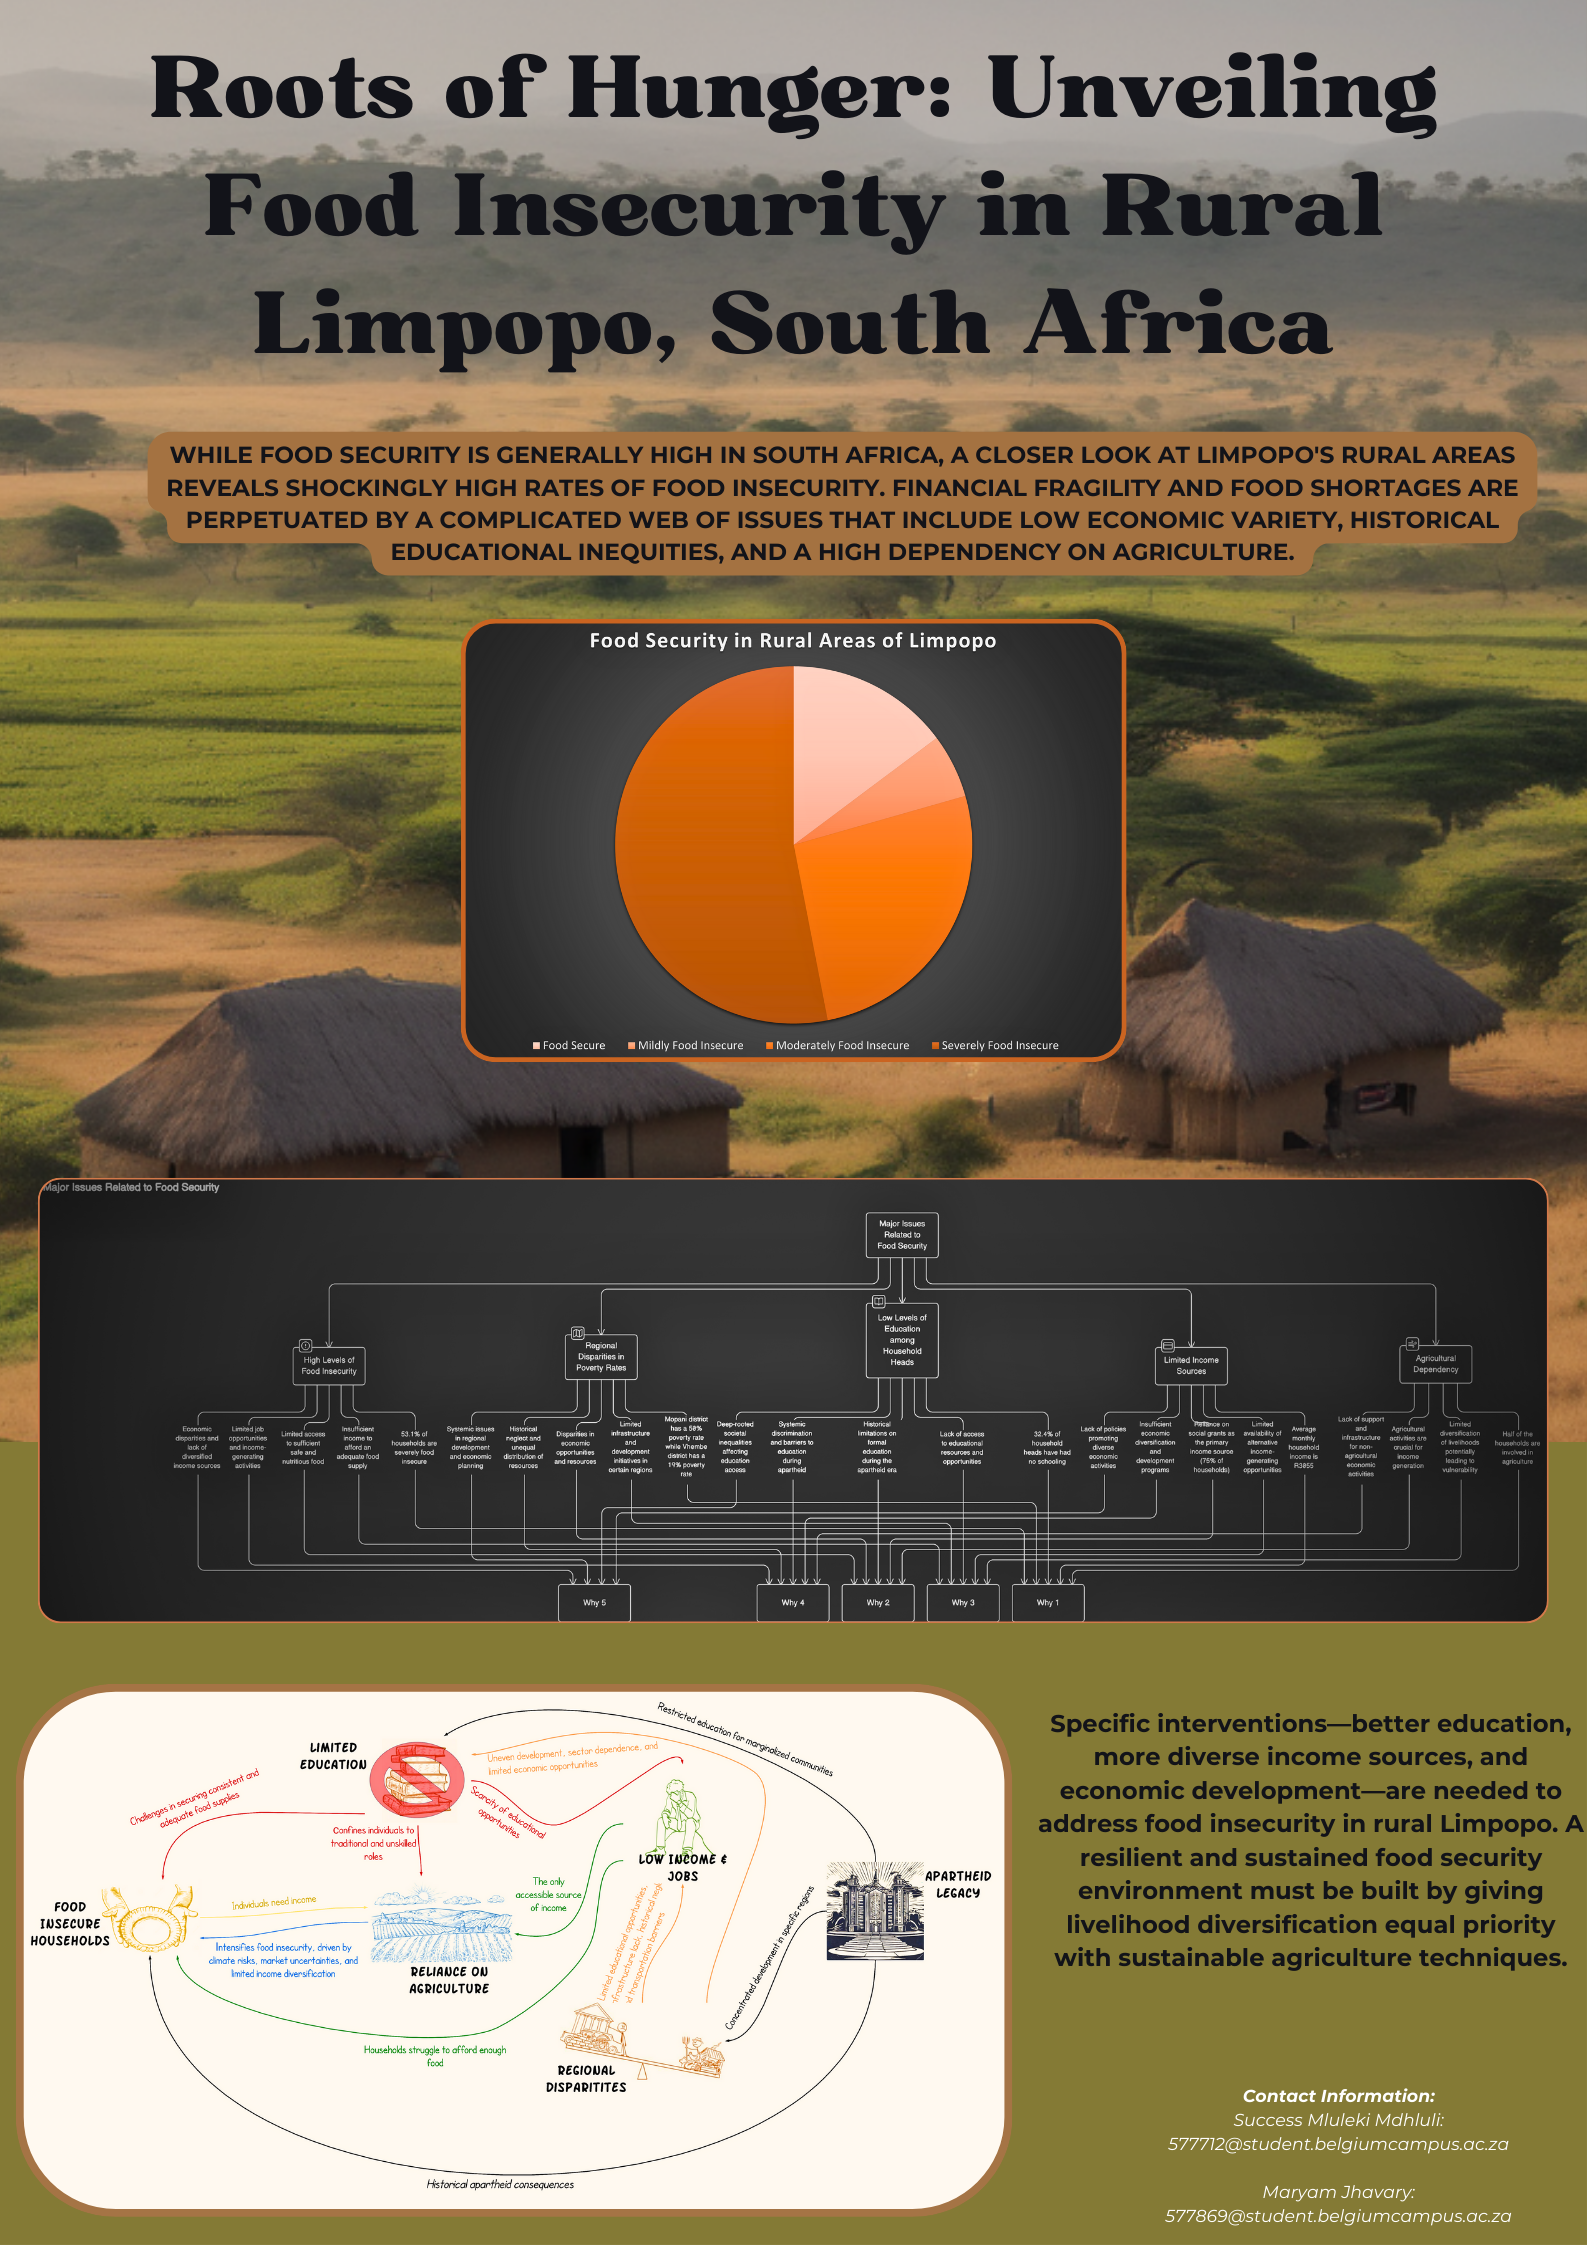 Roots of Hunger: Unveiling
Food Insecurity in Rural
Limpopo, South Africa
WHILE FOOD SECURITY IS GENERALLY HIGH IN SOUTH AFRICA, A CLOSER LOOK AT LIMPOPO'S RURAL AREAS
REVEALS SHOCKINGLY HIGH RATES OF FOOD INSECURITY. FINANCIAL FRAGILITY AND FOOD SHORTAGES ARE
PERPETUATED BY A COMPLICATED WEB OF ISSUES THAT INCLUDE LOW ECONOMIC VARIETY, HISTORICAL
EDUCATIONAL INEQUITIES, AND A HIGH DEPENDENCY ON AGRICULTURE.
Food Security in Rural Areas of Limpopo
Food Secure
Mildly Food Insecure
Moderately Food Insecure
Severely Food Insecure
Major Issues Related to Food Security
Major Issues
Related to
Food Security
High Levels of
Food Insecurity
Regional
Disparities in
Poverty Rates
Low Levels of
Education
among
Household
Heads
Limited Income
Sources
Agricultural
Dependency
Economic
disparities and
lack of
diversified
income sources
Limited job
opportunities
and income-
generating
activities
Limited access
to sufficient
safe and
nutritious food
Insufficient
income to
afford an
adequate food
supply
53.1% of
households are
severely food
insecure
Systemic issues
in regional
development
and economic
planning
Historical
neglect and
unequal
distribution of
resources
Disparities in
economic
opportunities
and resources
Limited
infrastructure
and
development
initiatives in
certain regions
Mopani district
has a 50%
poverty rate
while Vhembe
district has a
19% poverty
rate
Deep-rooted
societal
inequalities
affecting
education
access
Systemic
discrimination
and barriers to
education
during
apartheid
Historical
limitations on
formal
education
during the
apartheid era
Lack of access
to educational
resources and
opportunities
32.4% of
household
heads have had
no schooling
Lack of policies
promoting
diverse
economic
activities
Insufficient
economic
diversification
and
development
programs
Reliance on
social grants as
the primary
income source
(75% of
households)
Limited
availability of
alternative
income-
generating
opportunities
Average
monthly
household
income is
R3855
Lack of support
and
infrastructure
for non-
agricultural
economic
activities
Agricultural
activities are
crucial for
income
generation
Limited
diversification
of livelihoods
potentially
leading to
vulnerability
Half of the
households are
involved in
agriculture
Why 5
Why 4
Why 2
Why 3
Why 1
LIMITED
EDUCATION
Restricted education for marginalized communities
Uneven development, sector dependence, and
limited economic opportunities
Challenges in securing consistent and
adequate food supplies
Scarcity of educational
opportunities
Confines individuals to
traditional and unskilled
roles
LOW INCOME &
JOBS
APARTHEID
LEGACY
The only
accessible source
of income
Individuals need income
FOOD
INSECURE
HOUSEHOLDS
Intensifies food insecurity, driven by
climate risks, market uncertainties, and
limited income diversification
RELIANCE ON
AGRICULTURE
Limited educational opportunities,
infrastructure lack, historical
transportation barriers
Concentrated development in specific regions
Households struggle to afford enough
food
REGIONAL
DISPARITITES
Historical apartheid consequences
Specific interventions—better education,
more diverse income sources, and
economic development—are needed to
address food insecurity in rural Limpopo. A
resilient and sustained food security
environment must be built by giving
livelihood diversification equal priority
with sustainable agriculture techniques.
Contact Information:
Success Mluleki Mdhluli:
577712@student.belgiumcampus.ac.za
Maryam Jhavary:
577869@student.belgiumcampus.ac.za